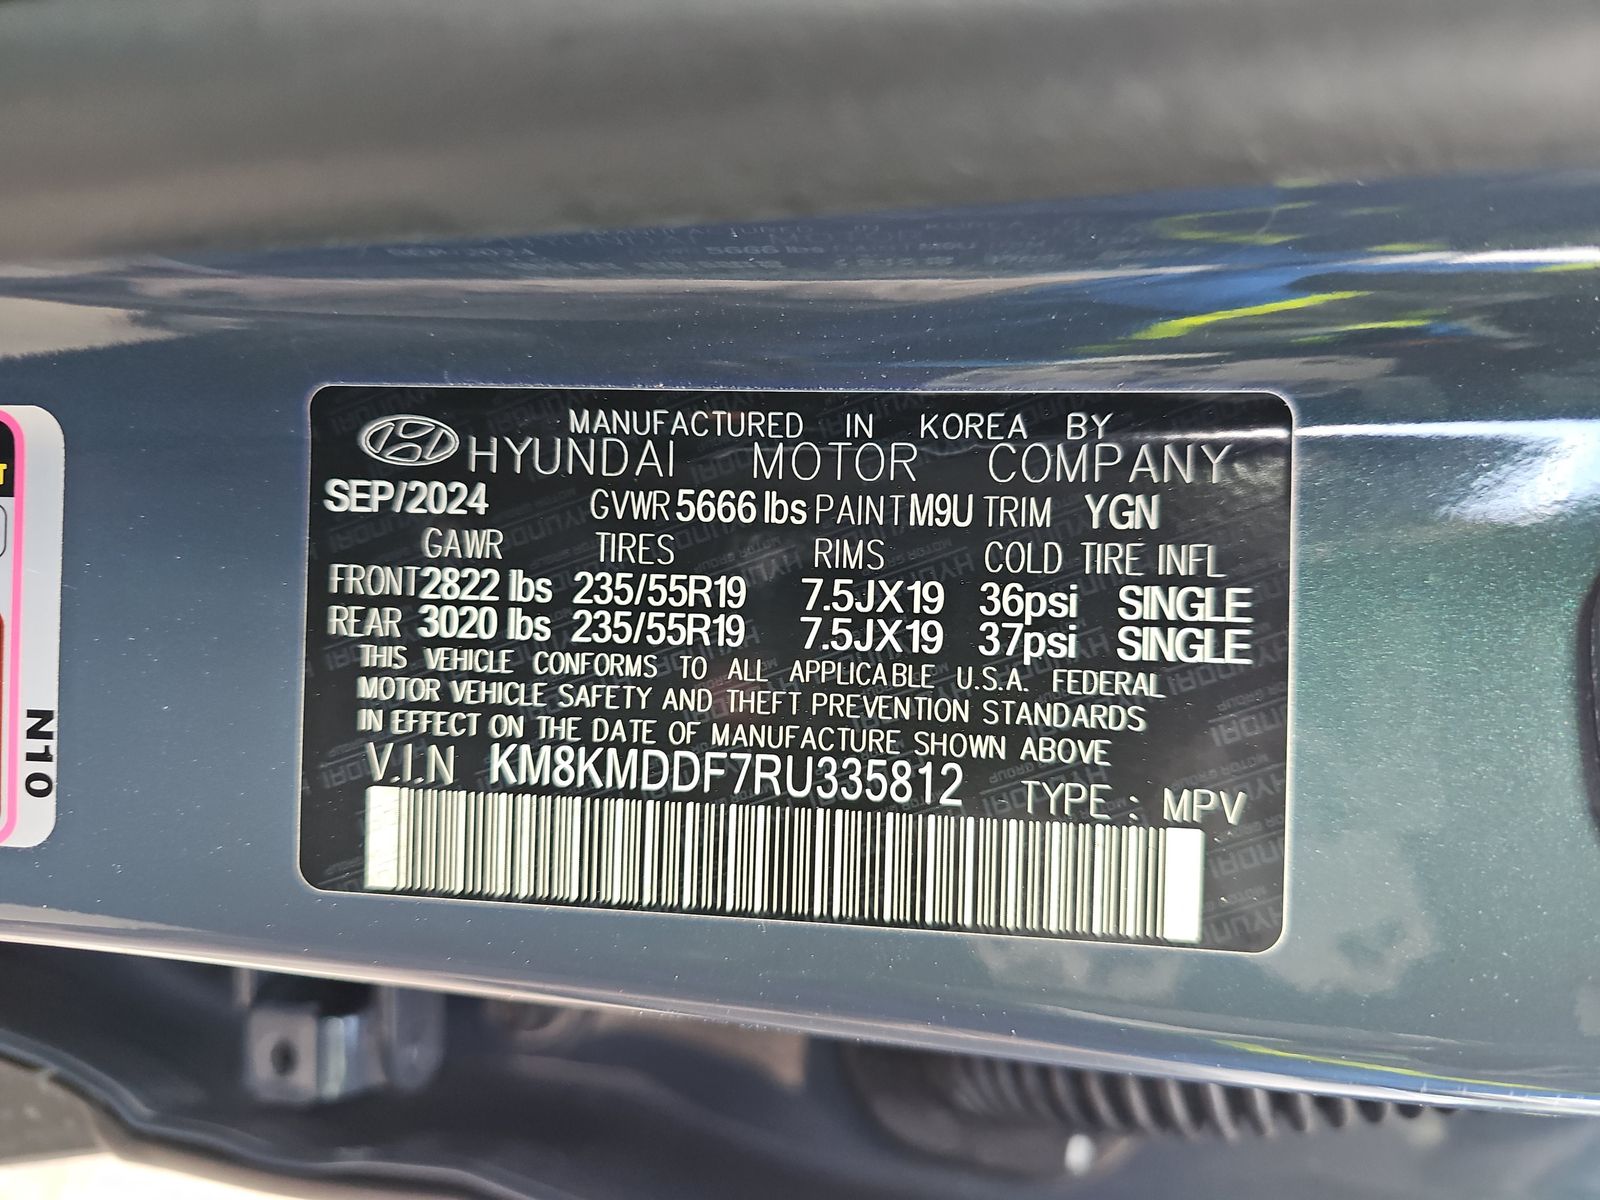 MANUFACTURED IN KOREA BY
HYUNDAI MOTOR COMPANY
SEP/2024 GVWR 5666 lbs PAINT M9U TRIM YGN
GAWR TIRES RIMS COLD TIRE INFL
FRONT 2822 lbs 235/55R19 7.5JX19 36psi SINGLE
REAR 3020 lbs 235/55R19 7.5JX19 37psi SINGLE
THIS VEHICLE CONFORMS TO ALL APPLICABLE U.S.A. FEDERAL
MOTOR VEHICLE SAFETY AND THEFT PREVENTION STANDARDS
IN EFFECT ON THE DATE OF MANUFACTURE SHOWN ABOVE
V.I.N KM8KMDDF7RU335812 TYPE : MPV
N10